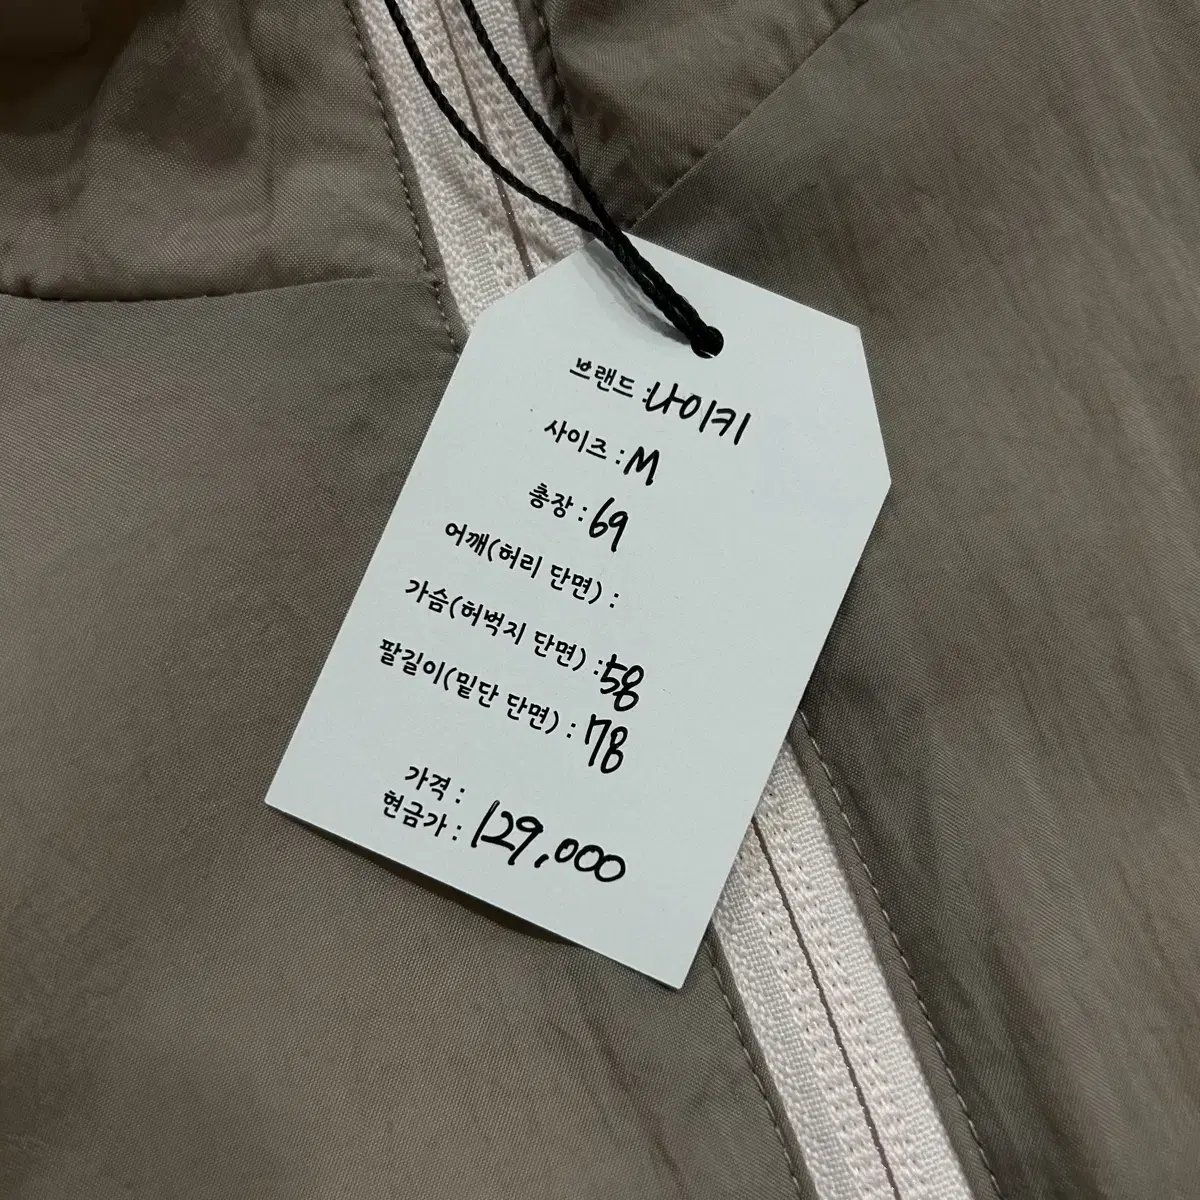 브랜드 : 나이키
사이즈 : M
총장 : 69
어깨(허리 단면) :
가슴(허벅지 단면) : 58
팔길이(밑단 단면) : 78
가격 :
현금가 : 129,000